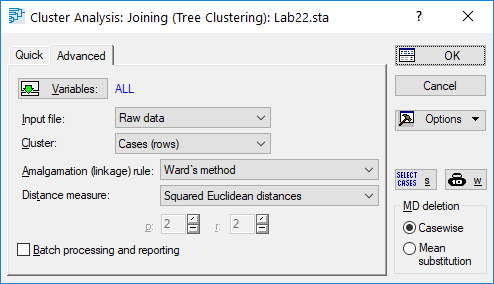 Cluster Analysis: Joining (Tree Clustering): Lab22.sta
Quick Advanced
Variables: ALL
Input file: Raw data
Cluster: Cases (rows)
Amalgamation (linkage) rule: Ward`s method
Distance measure: Squared Euclidean distances
p: 2 r: 2
Batch processing and reporting
OK
Cancel
Options
SELECT CASES S W
MD deletion
Casewise
Mean
substitution